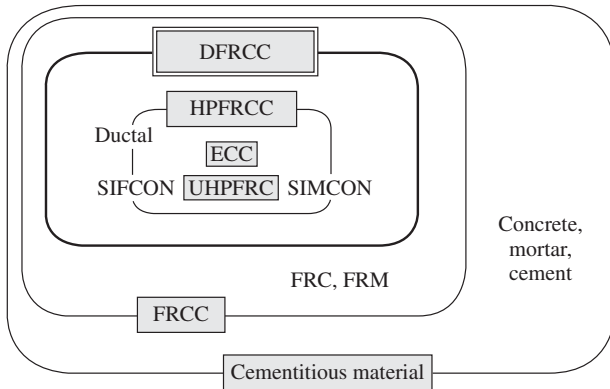 DFRCC
HPFRCC
Ductal
ECC
SIFCON UHPFRC SIMCON
Concrete,
mortar,
cement
FRC, FRM
FRCC
Cementitious material